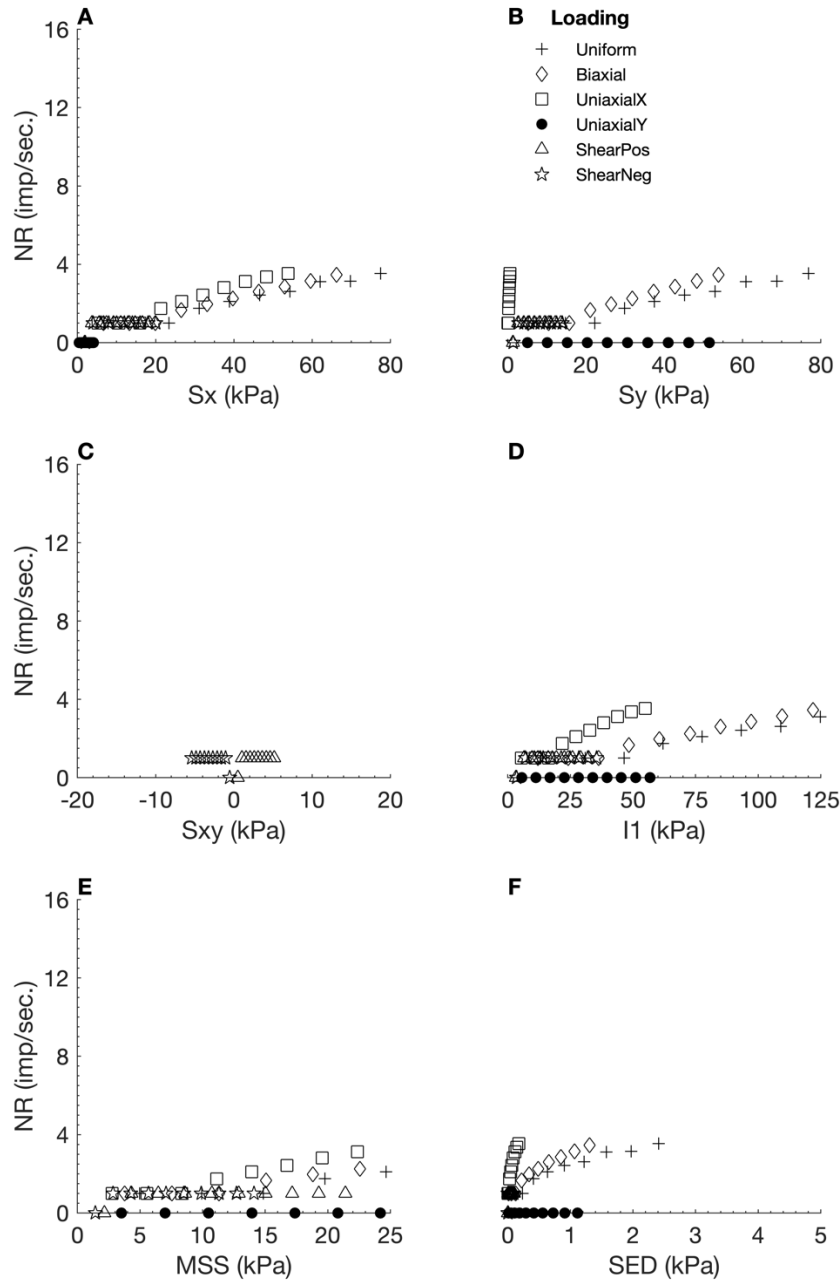 A
16
12
8
4
0
NR (imp/sec.)
0 20 40 60 80
Sx (kPa)
B Loading
Uniform
Biaxial
UniaxialX
UniaxialY
ShearPos
ShearNeg
0 20 40 60 80
Sy (kPa)
C
16
12
8
4
0
NR (imp/sec.)
-20 -10 0 10 20
Sxy (kPa)
D
0 25 50 75 100 125
I1 (kPa)
E
16
12
8
4
0
NR (imp/sec.)
0 5 10 15 20 25
MSS (kPa)
F
0 1 2 3 4 5
SED (kPa)